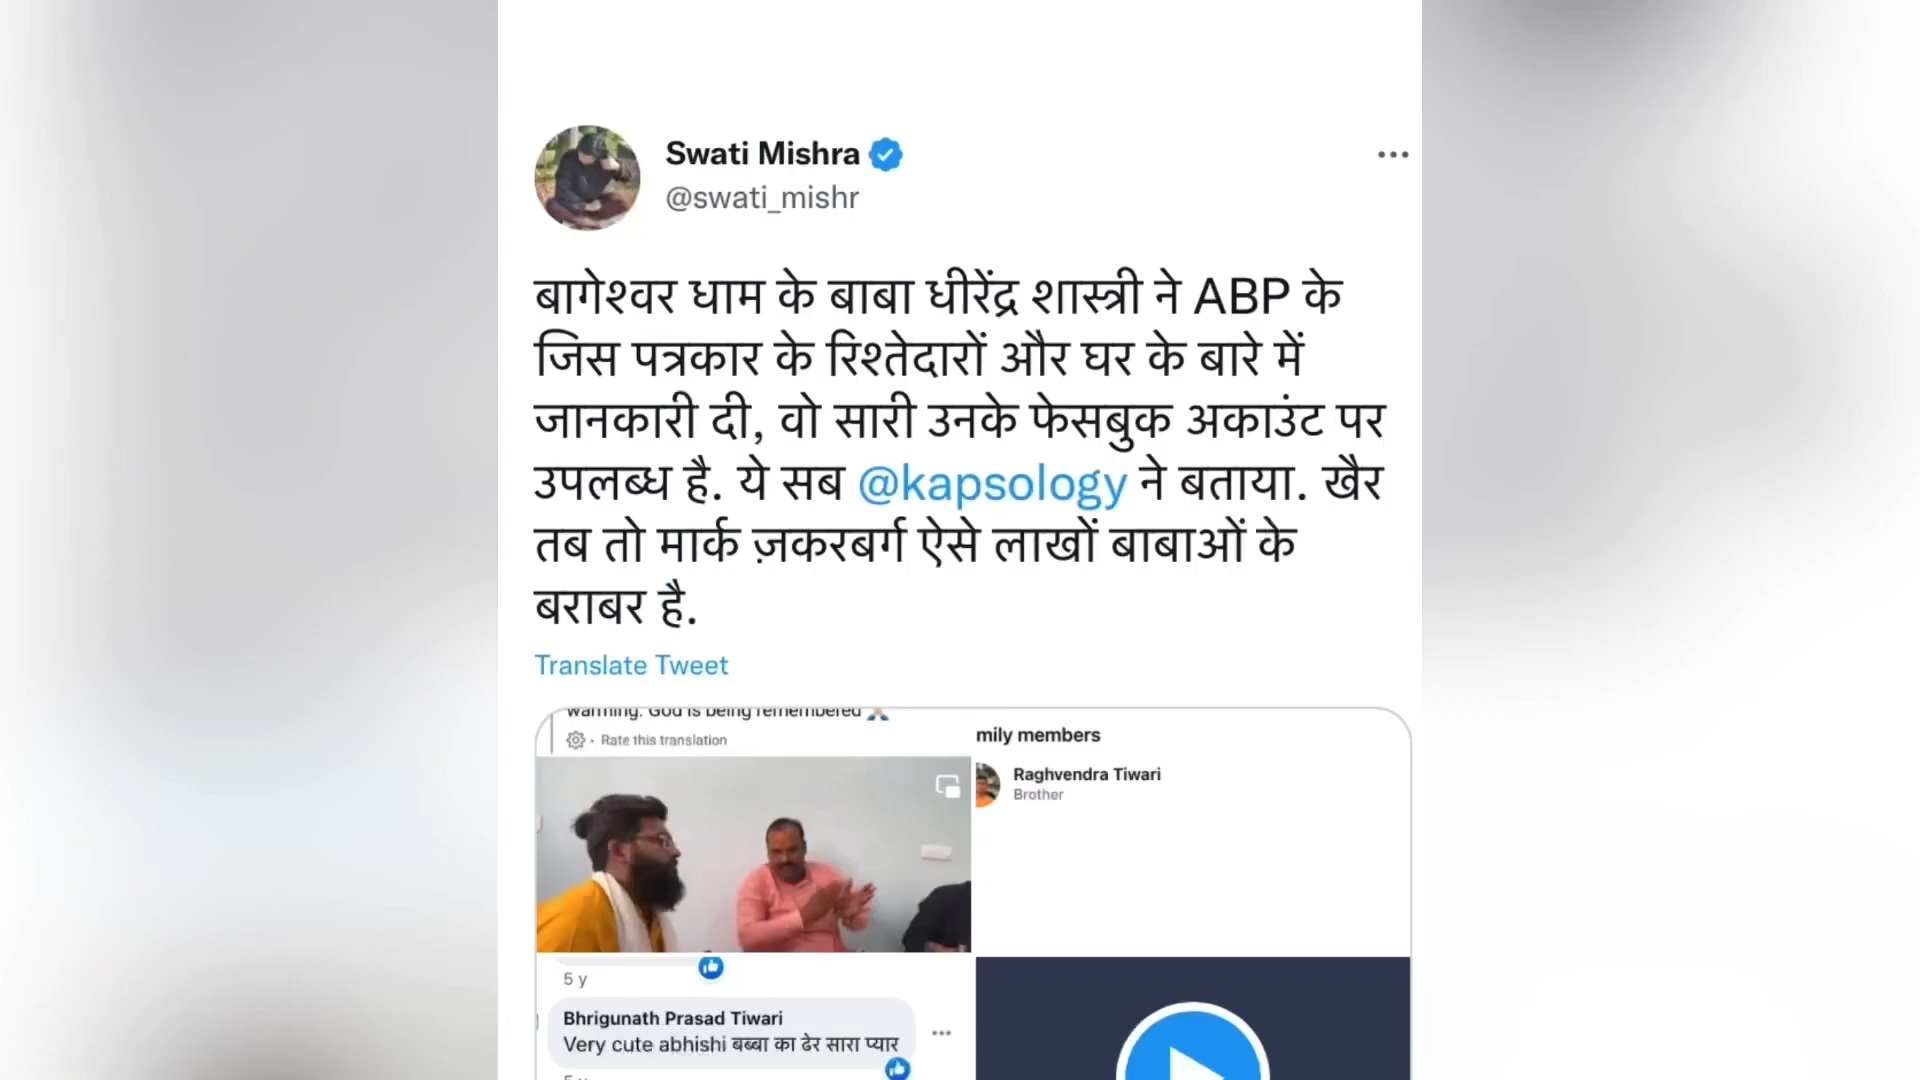 Swati Mishra
@swati_mishr
बागेश्वर धाम के बाबा धीरेंद्र शास्त्री ने ABP के
जिस पत्रकार के रिश्तेदारों और घर के बारे में
जानकारी दी, वो सारी उनके फेसबुक अकाउंट पर
उपलब्ध है. ये सब @kapsology ने बताया. खैर
तब तो मार्क ज़करबर्ग ऐसे लाखों बाबाओं के
बराबर है.
Translate Tweet
warming. God is being remembered
Rate this translation
mily members
Raghvendra Tiwari
Brother
5 y
Bhrigunath Prasad Tiwari
Very cute abhishi बब्बा का ढेर सारा प्यार